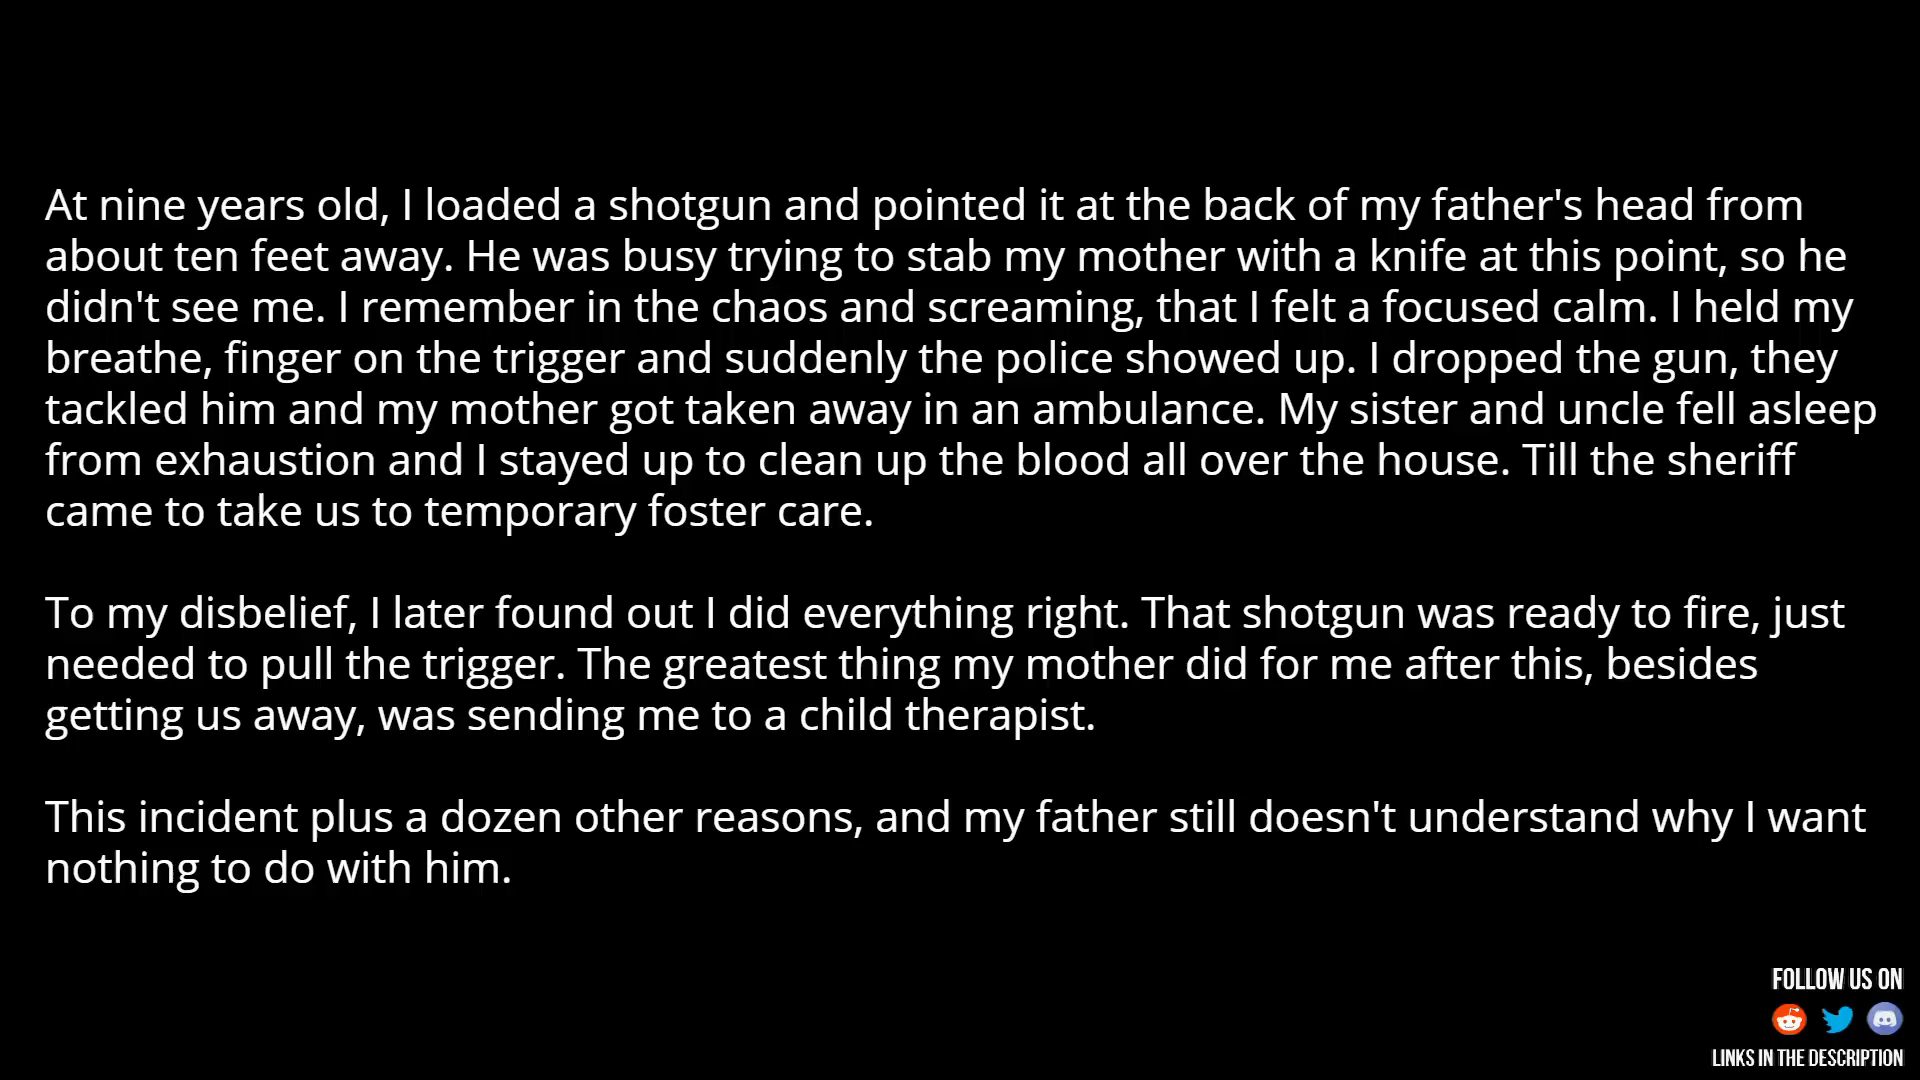 At nine years old, I loaded a shotgun and pointed it at the back of my father's head from
about ten feet away. He was busy trying to stab my mother with a knife at this point, so he
didn't see me. I remember in the chaos and screaming, that I felt a focused calm. I held my
breathe, finger on the trigger and suddenly the police showed up. I dropped the gun, they
tackled him and my mother got taken away in an ambulance. My sister and uncle fell asleep
from exhaustion and I stayed up to clean up the blood all over the house. Till the sheriff
came to take us to temporary foster care.
To my disbelief, I later found out I did everything right. That shotgun was ready to fire, just
needed to pull the trigger. The greatest thing my mother did for me after this, besides
getting us away, was sending me to a child therapist.
This incident plus a dozen other reasons, and my father still doesn't understand why I want
nothing to do with him.
FOLLOW US ON
LINKS IN THE DESCRIPTION